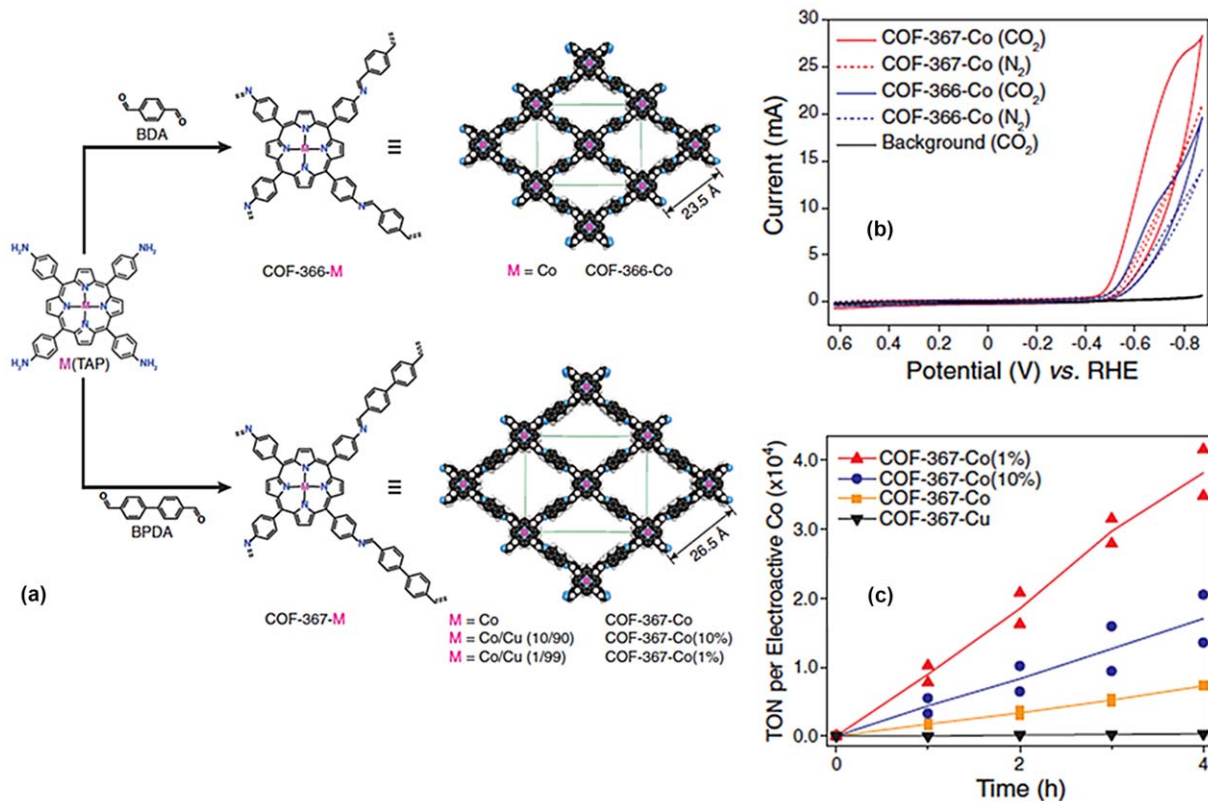 BDA
COF-366-M
≡
23.5 Å
M = Co COF-366-Co
H₂N
NH₂
H₂N
NH₂
M(TAP)
BPDA
COF-367-M
≡
26.5 Å
M = Co COF-367-Co
M = Co/Cu (10/90) COF-367-Co(10%)
M = Co/Cu (1/99) COF-367-Co(1%)
(a)
COF-367-Co (CO₂)
COF-367-Co (N₂)
COF-366-Co (CO₂)
COF-366-Co (N₂)
Background (CO₂)
(b)
Current (mA)
30
25
20
15
10
5
0
0.6 0.4 0.2 0 -0.2 -0.4 -0.6 -0.8
Potential (V) vs. RHE
COF-367-Co(1%)
COF-367-Co(10%)
COF-367-Co
COF-367-Cu
(c)
TON per Electroactive Co (x10⁴)
4.0
3.0
2.0
1.0
0.0
0 2 4
Time (h)